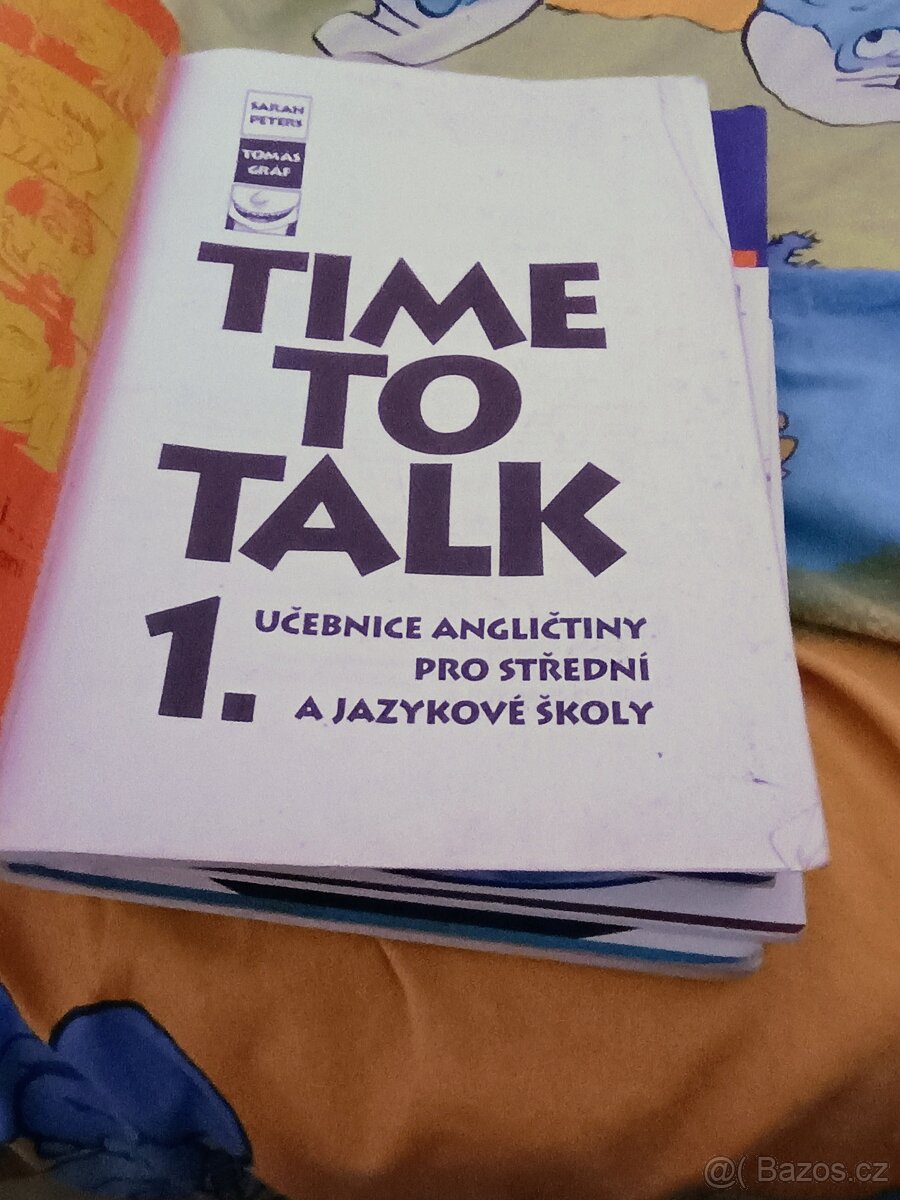 SARAH
PETERS
TOMAS
GRAF
TIME
TO
TALK
1.
UČEBNICE ANGLIČTINY
PRO STŘEDNÍ
A JAZYKOVÉ ŠKOLY
@( Bazos.cz